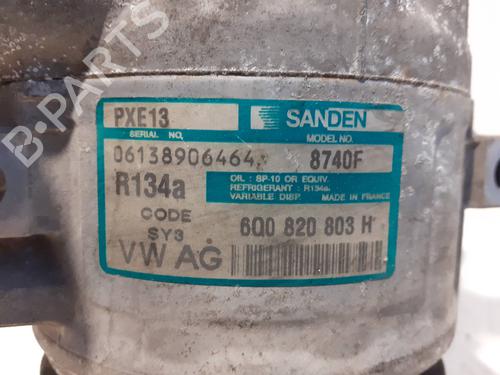 B-PARTS
PXE13
SANDEN
SERIAL NO,
MODEL NO.
06138906464
8740F
R134a
OIL : SP-10 OR EQUIV.
REFRIGERANT : R134a.
VARIABLE DISP. MADE IN FRANCE
CODE
SY3
6Q0 820 803 H
VW AG